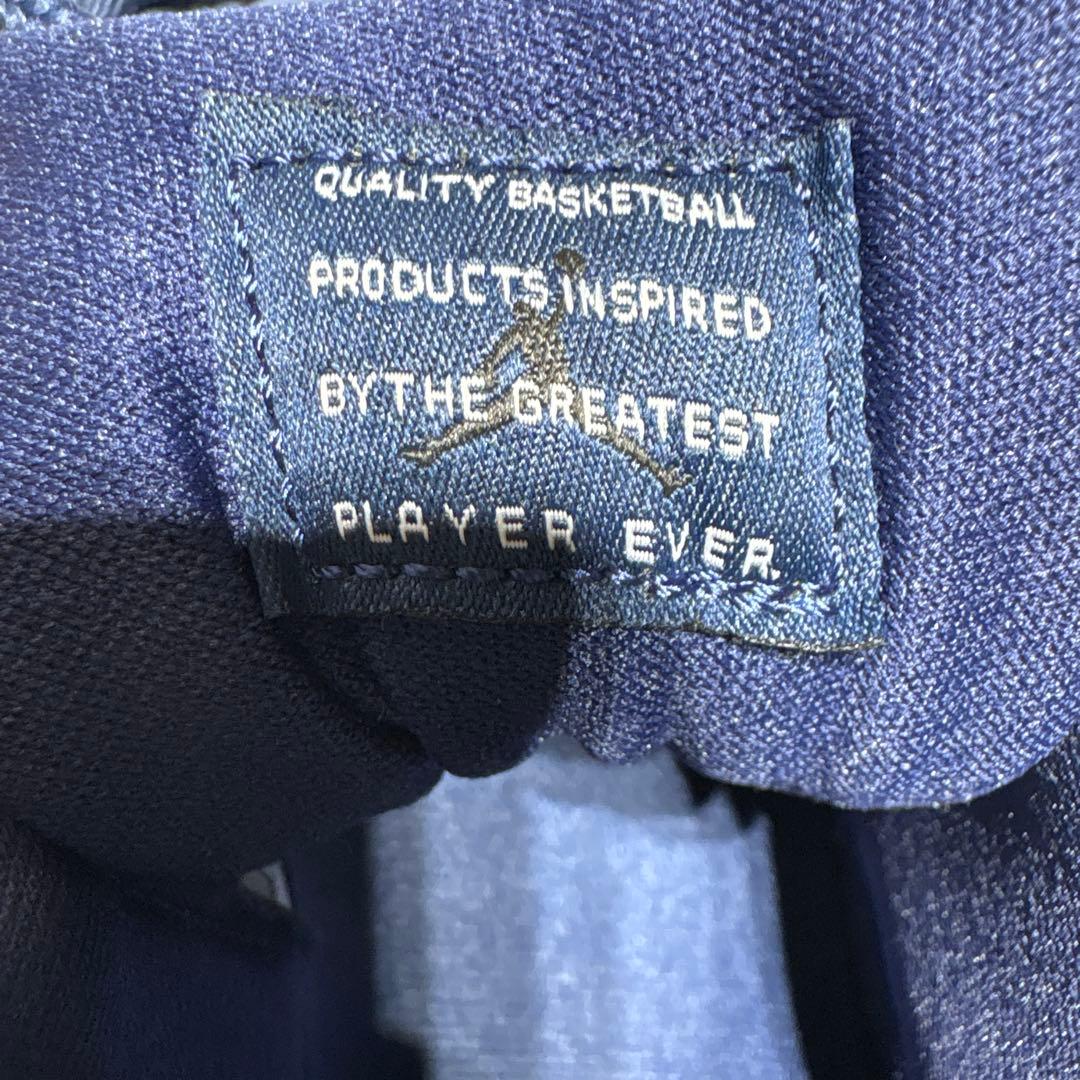 QUALITY BASKETBALL
PRODUCTS INSPIRED
BY THE GREATEST
PLAYER EVER.